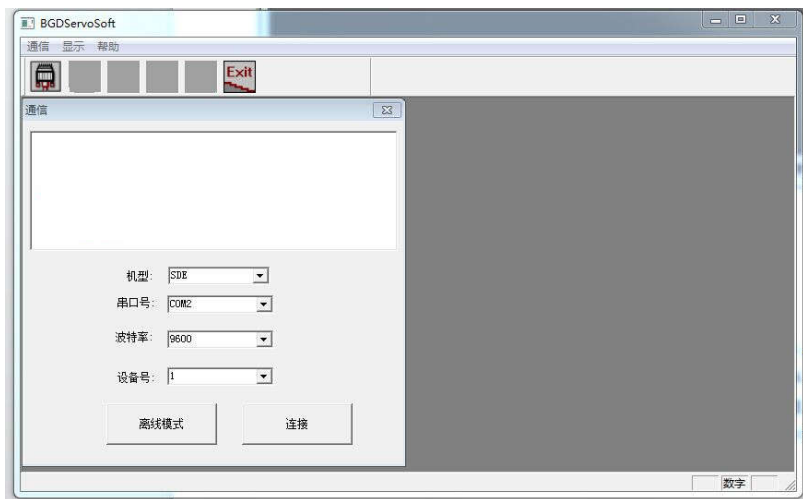 BGDServoSoft
通信 显示 帮助
Exit
通信
机型: SDE
串口号: COM2
波特率: 9600
设备号: 1
离线模式 连接
数字